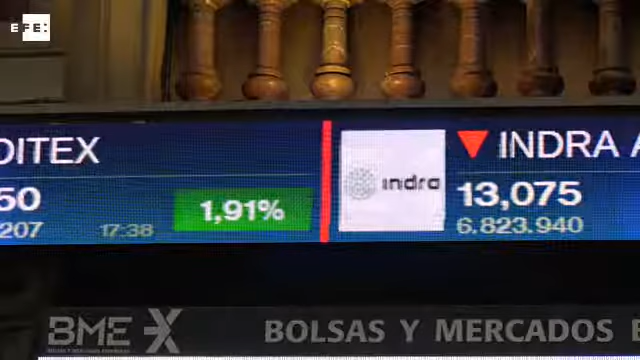 EFE:
DITEX
50
207 17:38
1,91%
indra
INDRA A
13,075
6.823.940
BME X
BOLSAS Y MERCADOS E